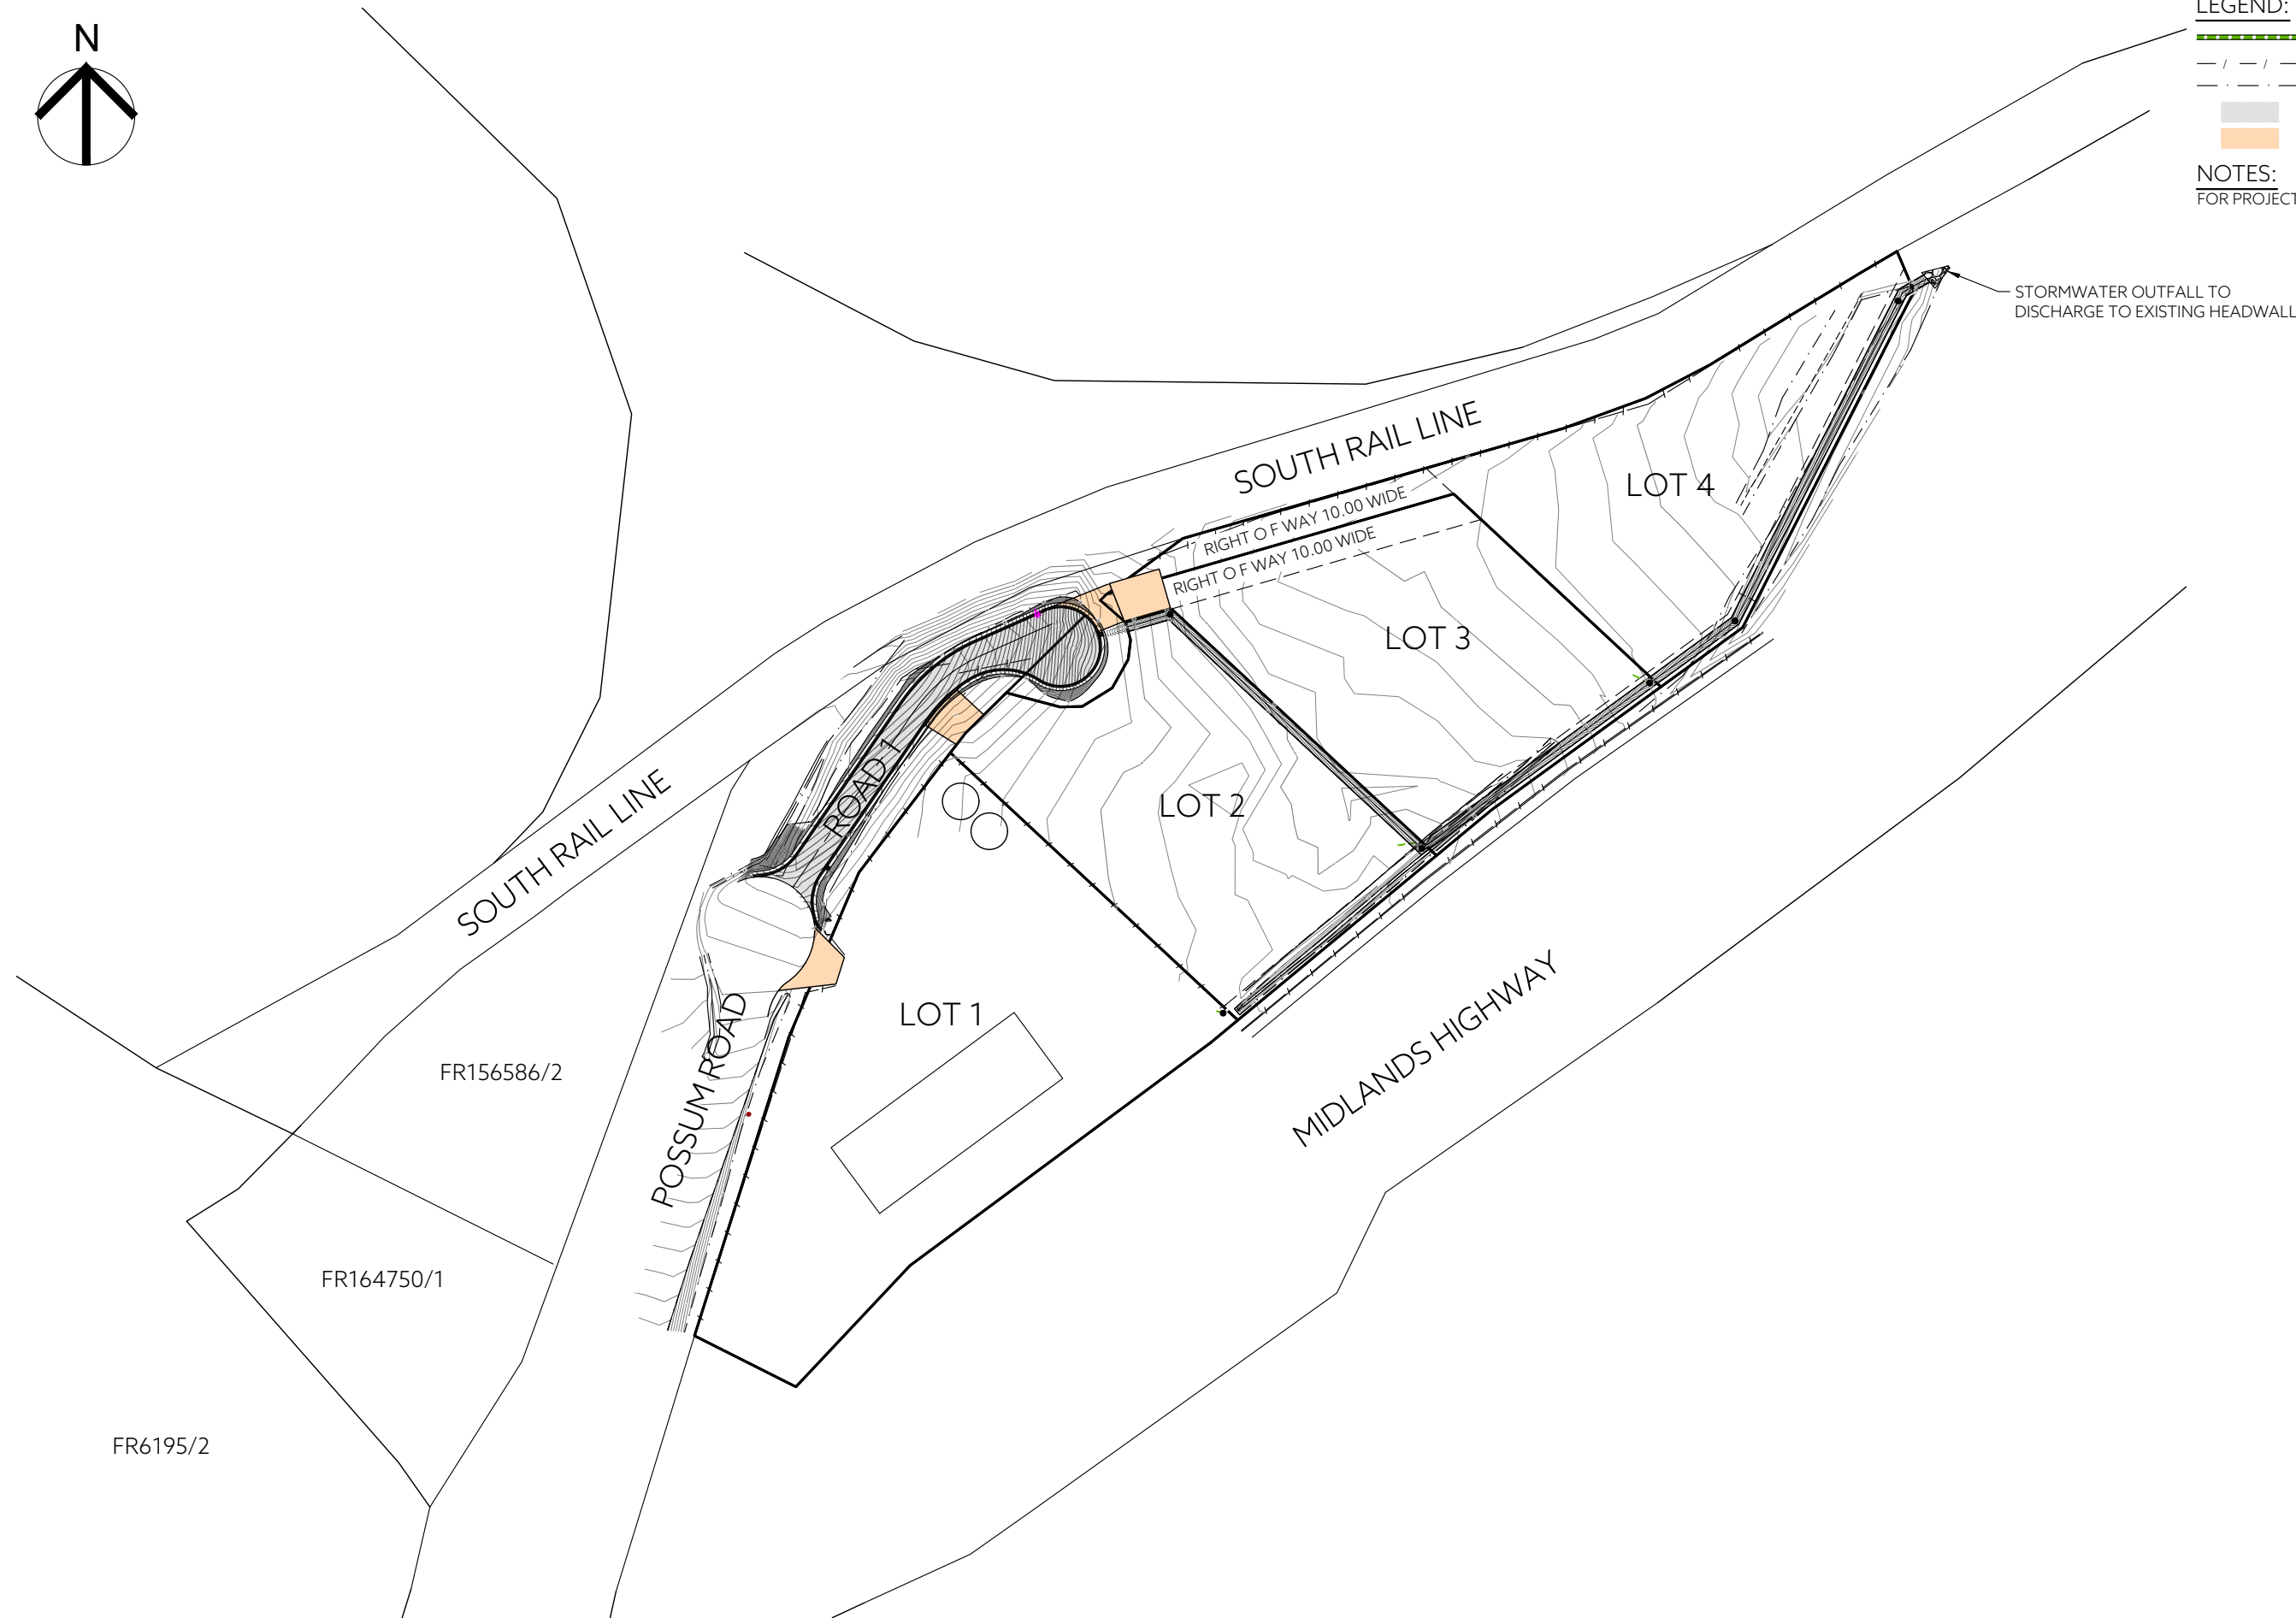 LEGEND:
N
NOTES:
FOR PROJECT
STORMWATER OUTFALL TO
DISCHARGE TO EXISTING HEADWALL
SOUTH RAIL LINE
LOT 4
RIGHT O F WAY 10.00 WIDE
RIGHT O F WAY 10.00 WIDE
LOT 3
ROAD 1
LOT 2
SOUTH RAIL LINE
LOT 1
MIDLANDS HIGHWAY
POSSUM ROAD
FR156586/2
FR164750/1
FR6195/2